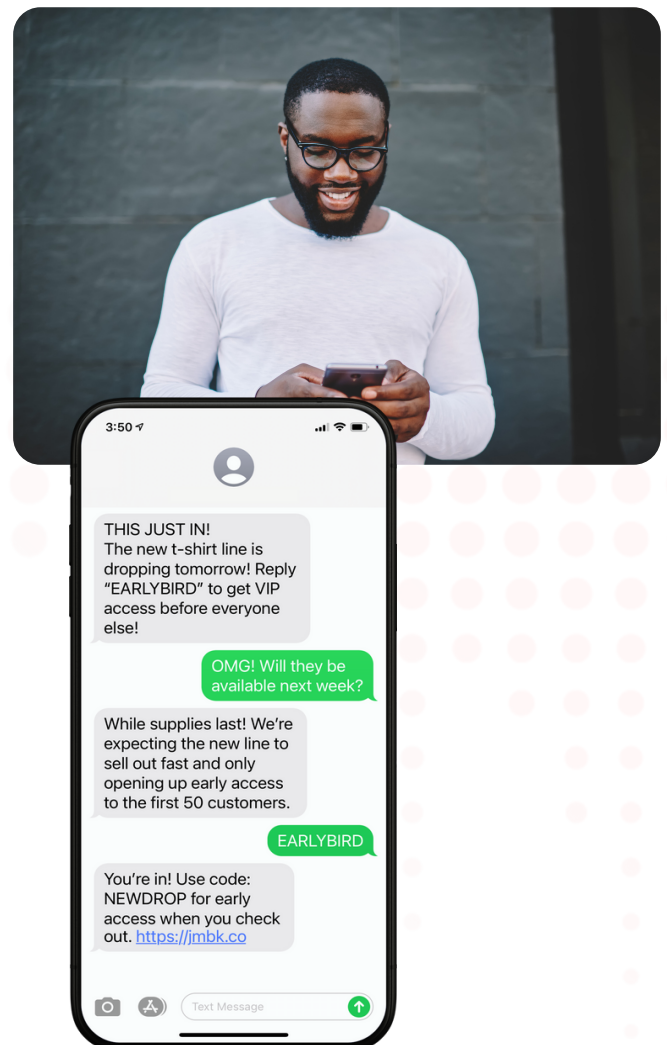 3:50
THIS JUST IN!
The new t-shirt line is
dropping tomorrow! Reply
“EARLYBIRD” to get VIP
access before everyone
else!
OMG! Will they be
available next week?
While supplies last! We’re
expecting the new line to
sell out fast and only
opening up early access
to the first 50 customers.
EARLYBIRD
You’re in! Use code:
NEWDROP for early
access when you check
out. https://jmbk.co
Text Message